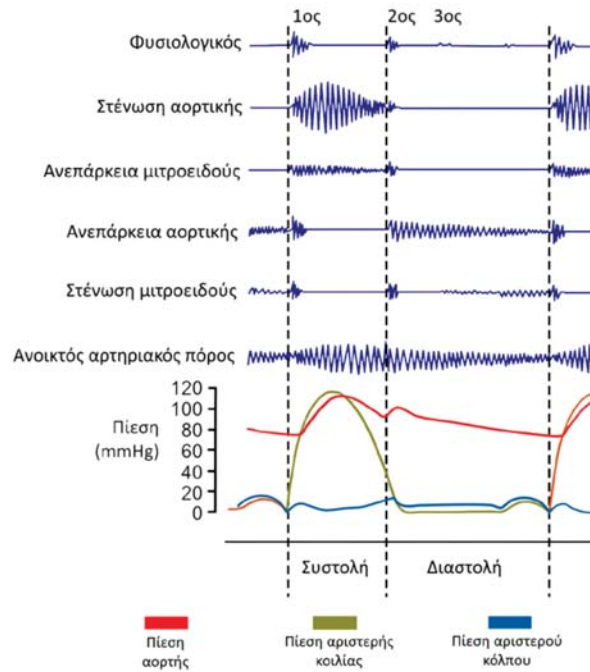 1ος 2ος 3ος
Φυσιολογικός
Στένωση αορτικής
Ανεπάρκεια μιτροειδούς
Ανεπάρκεια αορτικής
Στένωση μιτροειδούς
Ανοικτός αρτηριακός πόρος
120
100
80
60
40
20
0
Πίεση
(mmHg)
Συστολή Διαστολή
Πίεση
αορτής
Πίεση αριστερής
κοιλίας
Πίεση αριστερού
κόλπου